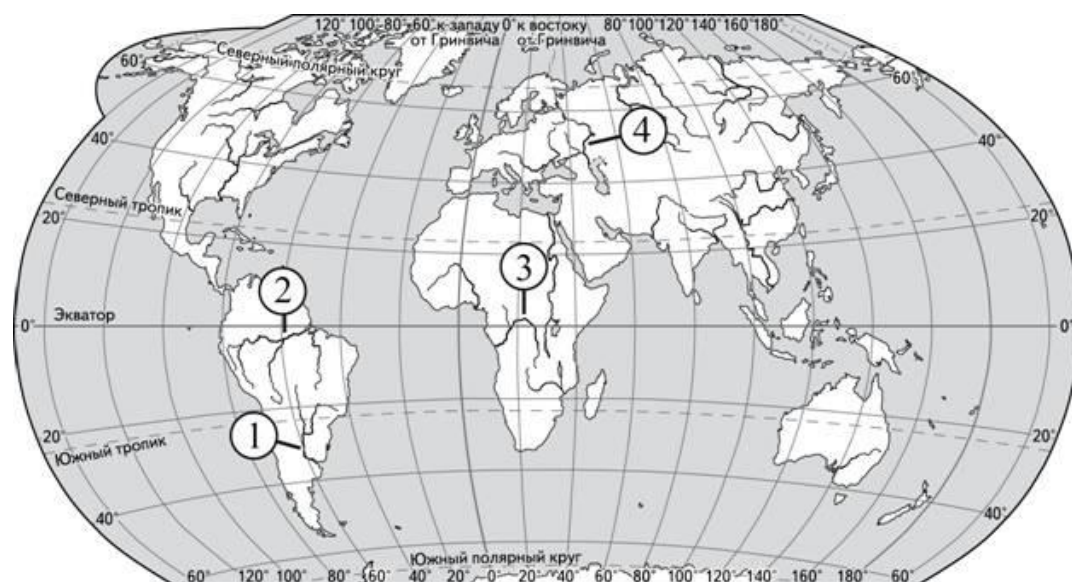 120°100°80°60° к западу 0° к востоку 80°100°120°140°160°180°
от Гринвича от Гринвича
Северный полярный круг
60° 60°
4
40° 40°
Северный тропик
20° 20°
3
2
Экватор
0° 0°
1
20° 20°
Южный тропик
40° 40°
Южный полярный круг
60° 120°100° 80° 60° 40° 20° 0° 20° 40° 60° 80° 100° 120° 140° 160° 180° 60°